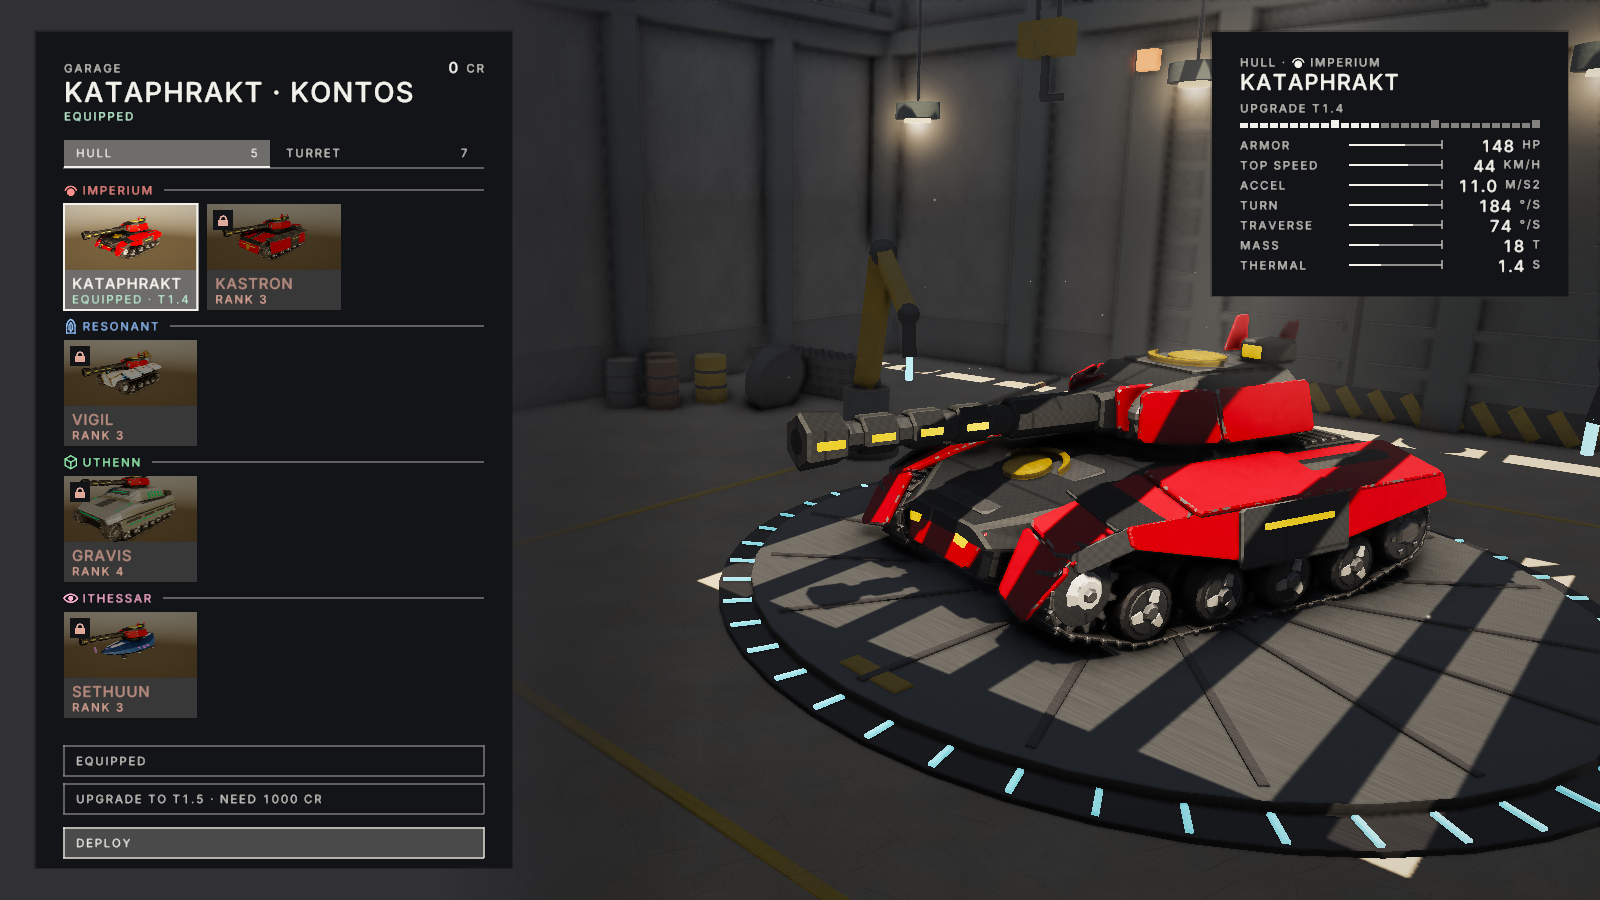 GARAGE
0 CR
KATAPHRAKT · KONTOS
EQUIPPED
HULL 5
TURRET 7
IMPERIUM
KATAPHRAKT
EQUIPPED · T1.4
KASTRON
RANK 3
RESONANT
VIGIL
RANK 3
UTHENN
GRAVIS
RANK 4
ITHESSAR
SETHUUN
RANK 3
EQUIPPED
UPGRADE TO T1.5 · NEED 1000 CR
DEPLOY
HULL · IMPERIUM
KATAPHRAKT
UPGRADE T1.4
ARMOR 148 HP
TOP SPEED 44 KM/H
ACCEL 11.0 M/S2
TURN 184 °/S
TRAVERSE 74 °/S
MASS 18 T
THERMAL 1.4 S